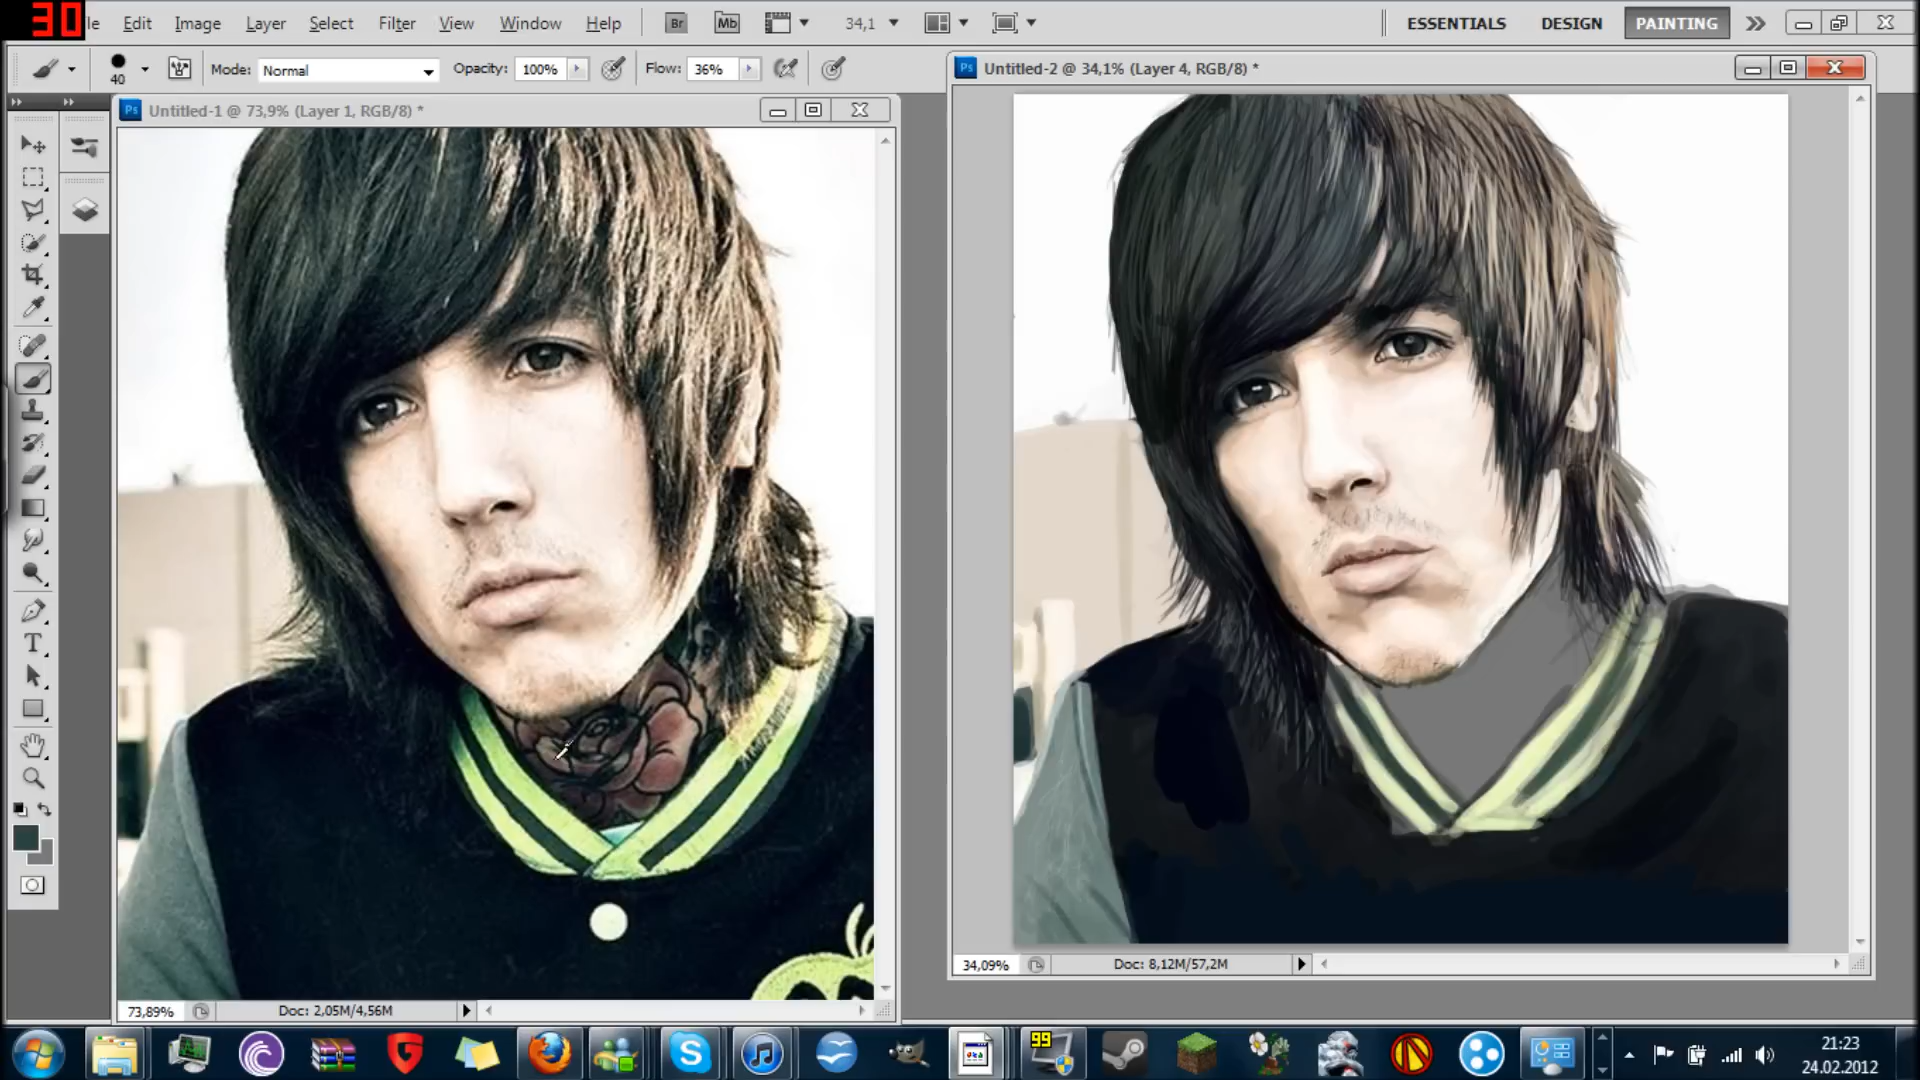 30
le Edit Image Layer Select Filter View Window Help Br Mb 34,1 ESSENTIALS DESIGN PAINTING
40 Mode: Normal Opacity: 100% Flow: 36%
Ps Untitled-2 @ 34,1% (Layer 4, RGB/8) *
Ps Untitled-1 @ 73,9% (Layer 1, RGB/8) *
T
34,09% Doc: 8,12M/57,2M
73,89% Doc: 2,05M/4,56M
99
21:23
24.02.2012